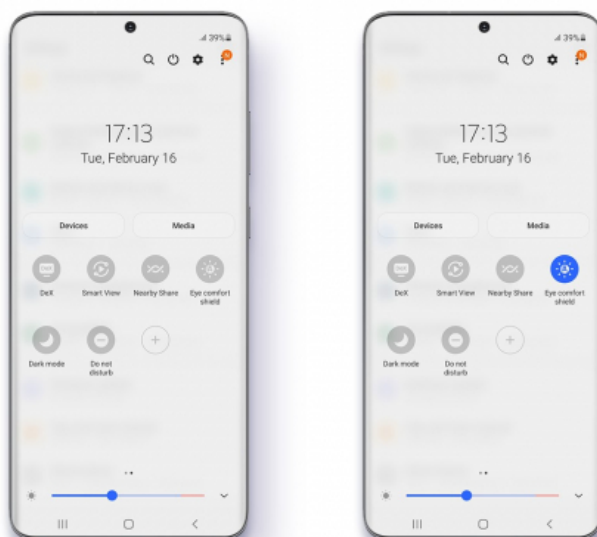 39%
N
17:13
Tue, February 16
Devices
Media
DeX
Smart View
Nearby Share
Eye comfort
shield
Dark mode
Do not
disturb
39%
N
17:13
Tue, February 16
Devices
Media
DeX
Smart View
Nearby Share
Eye comfort
shield
Dark mode
Do not
disturb